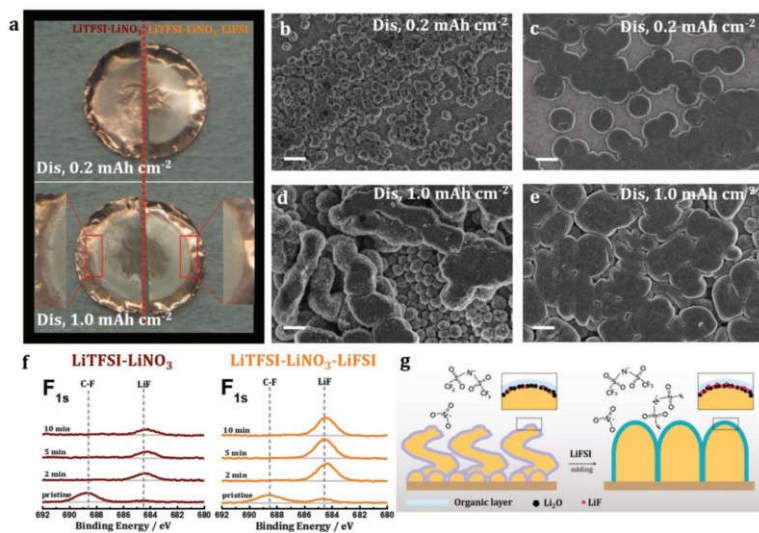 a
LiTFSI-LiNO₃
LiTFSI-LiNO₃-LiFSI
Dis, 0.2 mAh cm⁻²
Dis, 1.0 mAh cm⁻²
b
Dis, 0.2 mAh cm⁻²
c
Dis, 0.2 mAh cm⁻²
d
Dis, 1.0 mAh cm⁻²
e
Dis, 1.0 mAh cm⁻²
f
LiTFSI-LiNO₃
F₁ₛ
C-F
LiF
10 min
5 min
2 min
pristine
692 690 688 686 684 682 680
Binding Energy / eV
LiTFSI-LiNO₃-LiFSI
F₁ₛ
C-F
LiF
10 min
5 min
2 min
pristine
692 690 688 686 684 682 680
Binding Energy / eV
g
LiFSI
adding
Organic layer
Li₂O
LiF